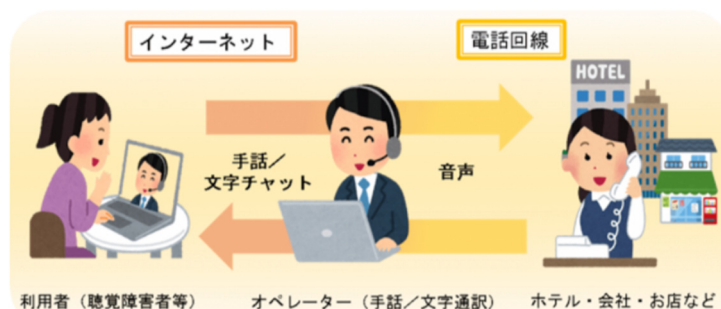 インターネット
電話回線
HOTEL
手話／
文字チャット
音声
利用者（聴覚障害者等）
オペレーター（手話／文字通訳）
ホテル・会社・お店など